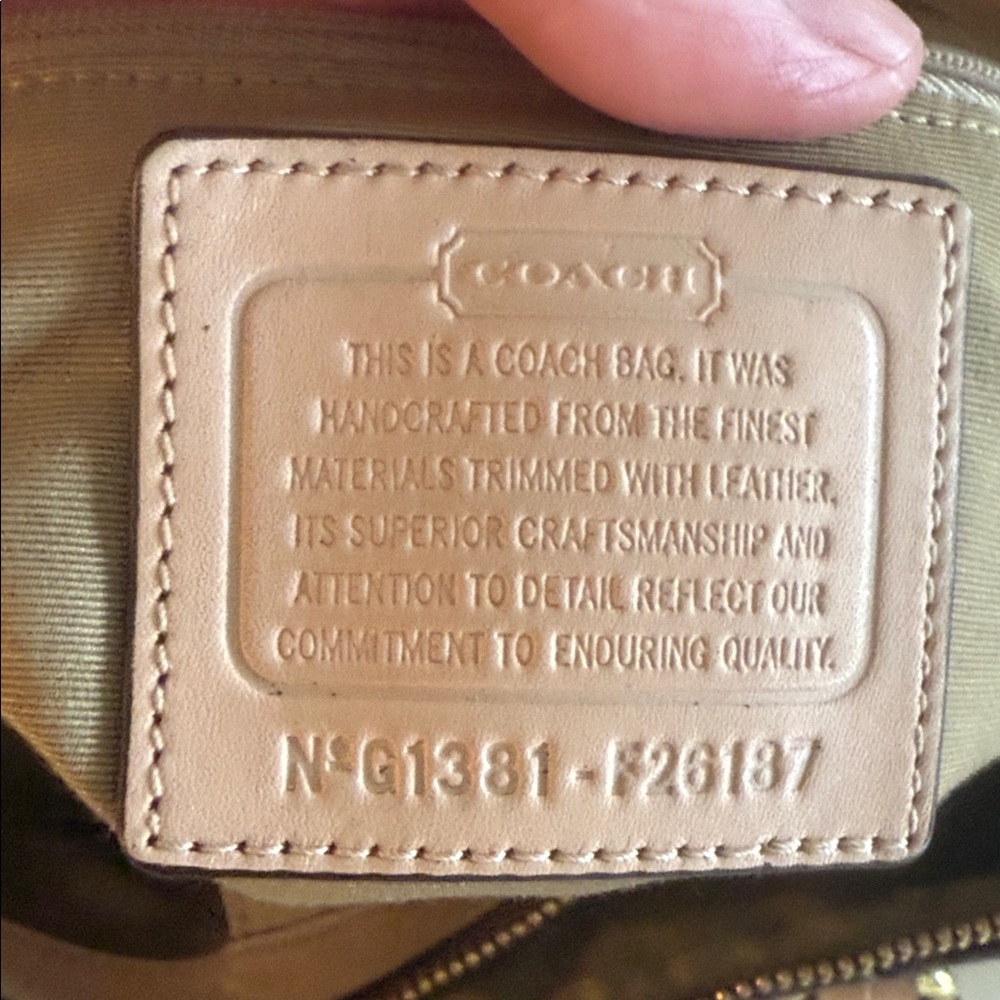 COACH
THIS IS A COACH BAG. IT WAS
HANDCRAFTED FROM THE FINEST
MATERIALS TRIMMED WITH LEATHER.
ITS SUPERIOR CRAFTSMANSHIP AND
ATTENTION TO DETAIL REFLECT OUR
COMMITMENT TO ENDURING QUALITY.
Nº G1381-F26187